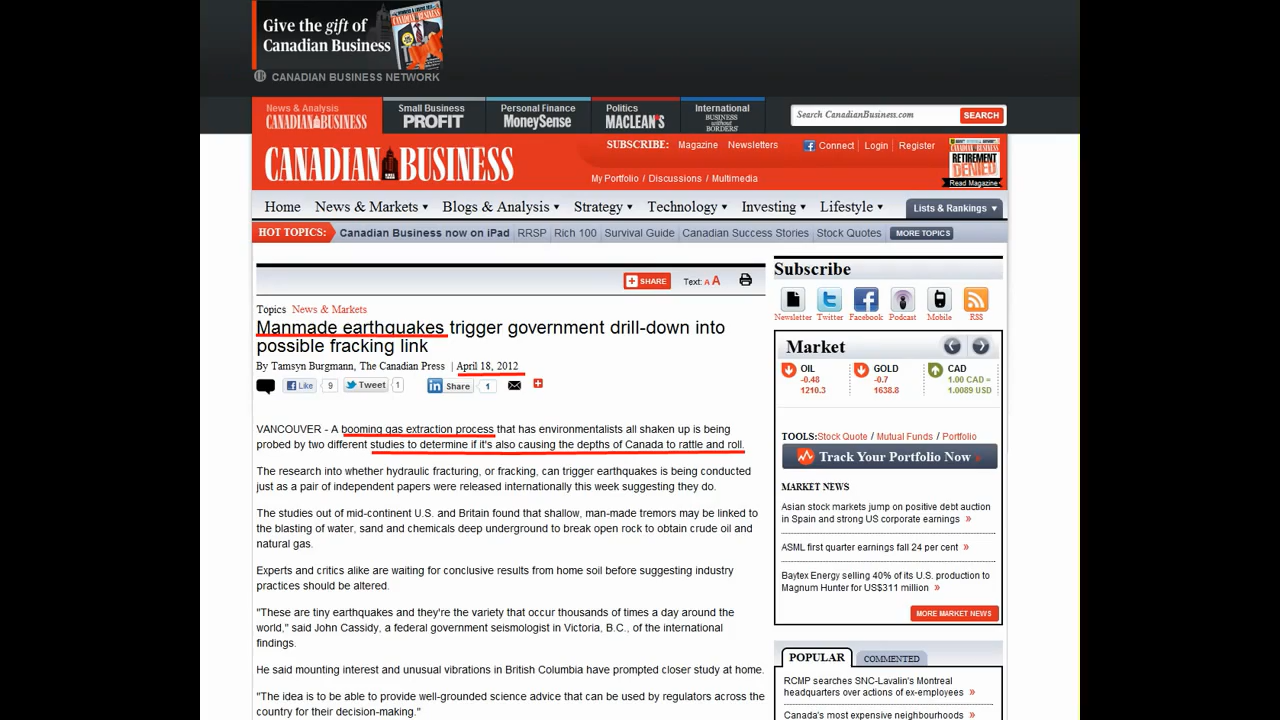 Give the gift of
Canadian Business
CANADIAN BUSINESS NETWORK
News & Analysis
CANADIAN BUSINESS
Small Business
PROFIT
Personal Finance
MoneySense
Politics
MACLEAN'S
International
BUSINESS without BORDERS
Search CanadianBusiness.com
SEARCH
CANADIAN BUSINESS
SUBSCRIBE: Magazine Newsletters
Connect Login Register
My Portfolio / Discussions / Multimedia
CANADIAN BUSINESS
RETIREMENT
DENIED
Read Magazine
Home News & Markets Blogs & Analysis Strategy Technology Investing Lifestyle Lists & Rankings
HOT TOPICS: Canadian Business now on iPad RRSP Rich 100 Survival Guide Canadian Success Stories Stock Quotes MORE TOPICS
SHARE Text: A A
Topics News & Markets
Manmade earthquakes trigger government drill-down into
possible fracking link
By Tamsyn Burgmann, The Canadian Press | April 18, 2012
Like 9 Tweet 1 in Share 1
VANCOUVER - A booming gas extraction process that has environmentalists all shaken up is being
probed by two different studies to determine if it's also causing the depths of Canada to rattle and roll.
The research into whether hydraulic fracturing, or fracking, can trigger earthquakes is being conducted
just as a pair of independent papers were released internationally this week suggesting they do.
The studies out of mid-continent U.S. and Britain found that shallow, man-made tremors may be linked to
the blasting of water, sand and chemicals deep underground to break open rock to obtain crude oil and
natural gas.
Experts and critics alike are waiting for conclusive results from home soil before suggesting industry
practices should be altered.
"These are tiny earthquakes and they're the variety that occur thousands of times a day around the
world," said John Cassidy, a federal government seismologist in Victoria, B.C., of the international
findings.
He said mounting interest and unusual vibrations in British Columbia have prompted closer study at home.
"The idea is to be able to provide well-grounded science advice that can be used by regulators across the
country for their decision-making."
Subscribe
Newsletter Twitter Facebook Podcast Mobile RSS
Market
OIL
-0.48
1210.3
GOLD
-0.7
1638.8
CAD
1.00 CAD =
1.0089 USD
TOOLS: Stock Quote / Mutual Funds / Portfolio
Track Your Portfolio Now
MARKET NEWS
Asian stock markets jump on positive debt auction
in Spain and strong US corporate earnings »
ASML first quarter earnings fall 24 per cent »
Baytex Energy selling 40% of its U.S. production to
Magnum Hunter for US$311 million »
MORE MARKET NEWS
POPULAR COMMENTED
RCMP searches SNC-Lavalin's Montreal
headquarters over actions of ex-employees »
Canada's most expensive neighbourhoods »